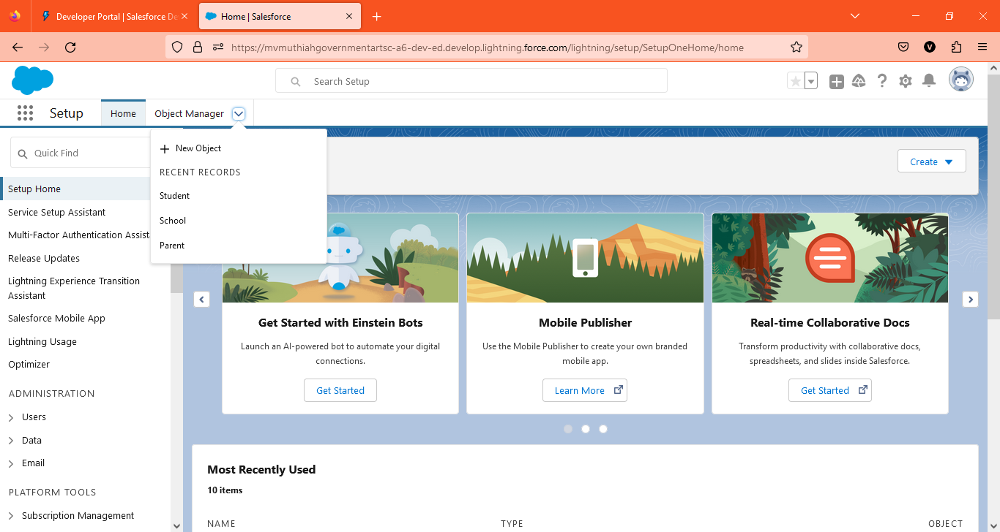 Developer Portal | Salesforce De
Home | Salesforce
https://mvmuthiahgovernmentartsc-a6-dev-ed.develop.lightning.force.com/lightning/setup/SetupOneHome/home
V
Search Setup
Setup
Home
Object Manager
Quick Find
New Object
RECENT RECORDS
Student
School
Parent
Create
Setup Home
Service Setup Assistant
Multi-Factor Authentication Assist
Release Updates
Lightning Experience Transition
Assistant
Salesforce Mobile App
Lightning Usage
Optimizer
ADMINISTRATION
Users
Data
Email
PLATFORM TOOLS
Subscription Management
Get Started with Einstein Bots
Launch an AI-powered bot to automate your digital
connections.
Get Started
Mobile Publisher
Use the Mobile Publisher to create your own branded
mobile app.
Learn More
Real-time Collaborative Docs
Transform productivity with collaborative docs,
spreadsheets, and slides inside Salesforce.
Get Started
Most Recently Used
10 items
NAME
TYPE
OBJECT